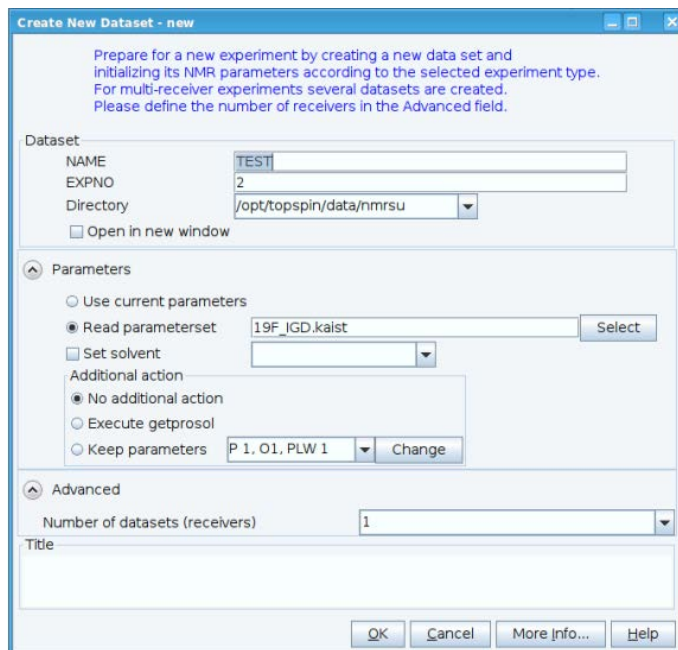 Create New Dataset - new
Prepare for a new experiment by creating a new data set and
initializing its NMR parameters according to the selected experiment type.
For multi-receiver experiments several datasets are created.
Please define the number of receivers in the Advanced field.
Dataset
NAME TEST
EXPNO 2
Directory /opt/topspin/data/nmrsu
Open in new window
Parameters
Use current parameters
Read parameterset 19F_IGD.kaist Select
Set solvent
Additional action
No additional action
Execute getprosol
Keep parameters P 1, O1, PLW 1 Change
Advanced
Number of datasets (receivers) 1
Title
OK Cancel More Info... Help